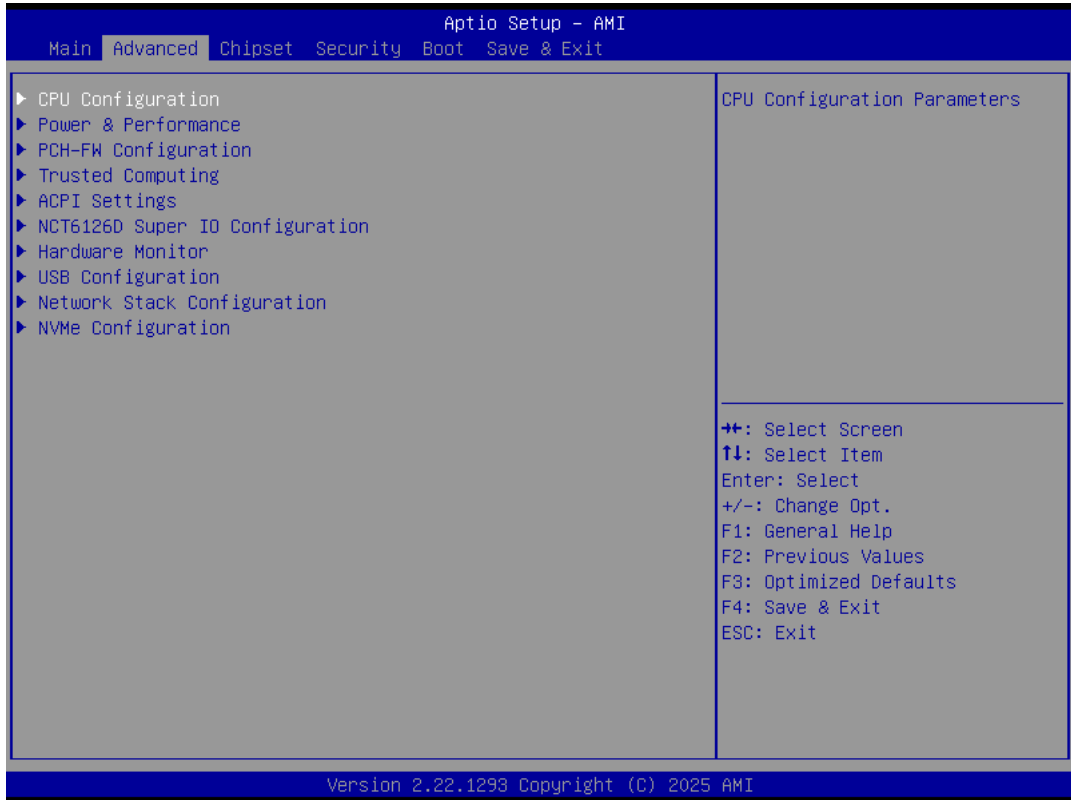 Aptio Setup – AMI
Main Advanced Chipset Security Boot Save & Exit
▶ CPU Configuration
▶ Power & Performance
▶ PCH-FW Configuration
▶ Trusted Computing
▶ ACPI Settings
▶ NCT6126D Super IO Configuration
▶ Hardware Monitor
▶ USB Configuration
▶ Network Stack Configuration
▶ NVMe Configuration
CPU Configuration Parameters
→←: Select Screen
↑↓: Select Item
Enter: Select
+/-: Change Opt.
F1: General Help
F2: Previous Values
F3: Optimized Defaults
F4: Save & Exit
ESC: Exit
Version 2.22.1293 Copyright (C) 2025 AMI